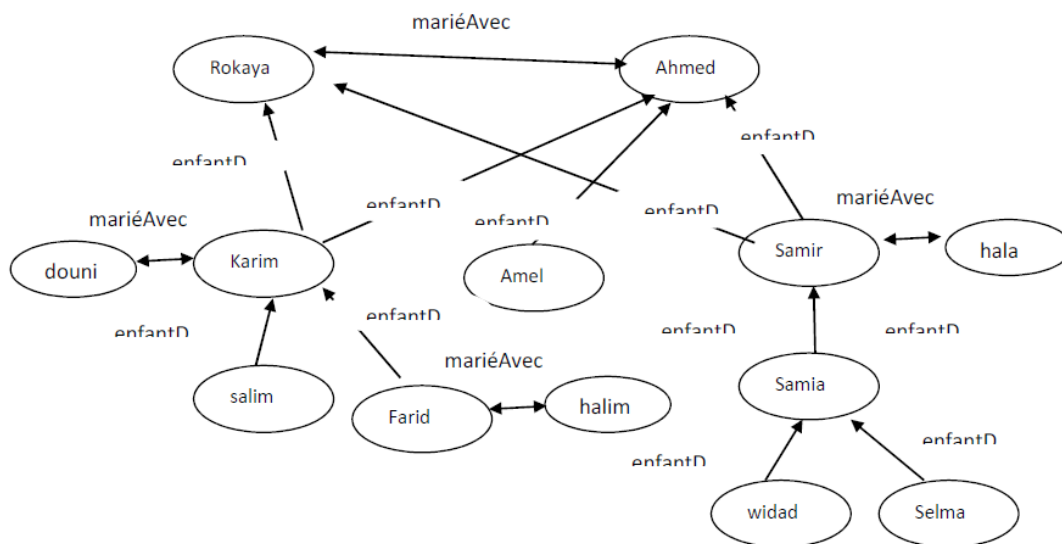 mariéAvec
Rokaya
Ahmed
enfantD
enfantD
mariéAvec
mariéAvec
enfantD
enfantD
enfantD
douni
Karim
Amel
Samir
hala
enfantD
enfantD
enfantD
enfantD
mariéAvec
salim
Farid
halim
Samia
enfantD
enfantD
widad
Selma